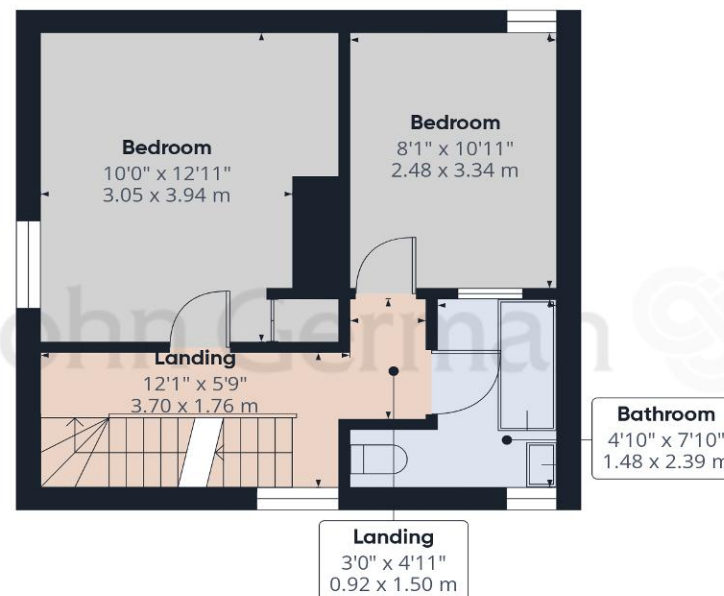 Bedroom
10'0" x 12'11"
3.05 x 3.94 m
Bedroom
8'1" x 10'11"
2.48 x 3.34 m
John German
Landing
12'1" x 5'9"
3.70 x 1.76 m
Bathroom
4'10" x 7'10"
1.48 x 2.39 m
Landing
3'0" x 4'11"
0.92 x 1.50 m